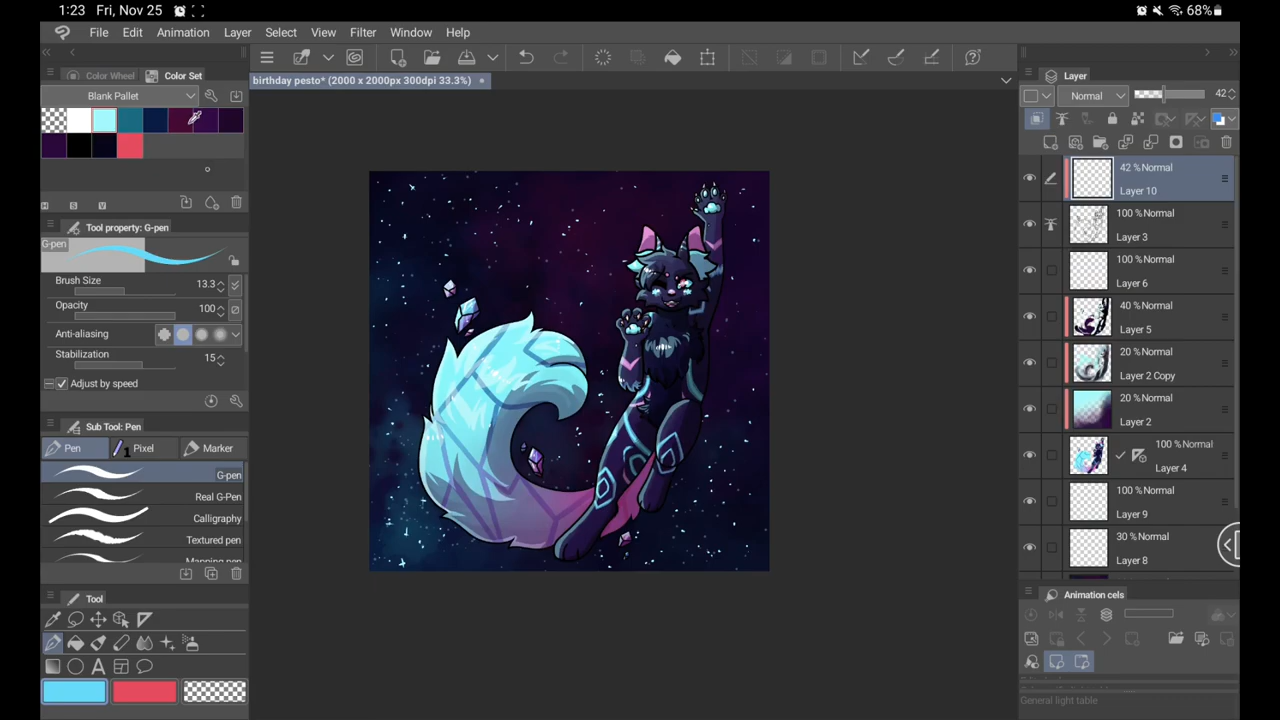 1:23 Fri, Nov 25
68%
File Edit Animation Layer Select View Filter Window Help
Color Wheel Color Set
birthday pesto* (2000 x 2000px 300dpi 33.3%)
Layer
Blank Pallet
Normal 42
H S V
42 %Normal
Layer 10
100 %Normal
Layer 3
100 %Normal
Layer 6
40 %Normal
Layer 5
20 %Normal
Layer 2 Copy
20 %Normal
Layer 2
100 %Normal
Layer 4
100 %Normal
Layer 9
30 %Normal
Layer 8
Tool property: G-pen
G-pen
Brush Size 13.3
Opacity 100
Anti-aliasing
Stabilization 15
Adjust by speed
Sub Tool: Pen
Pen 1 Pixel Marker
G-pen
Real G-Pen
Calligraphy
Textured pen
Mapping pen
Tool
A
Animation cels
General light table